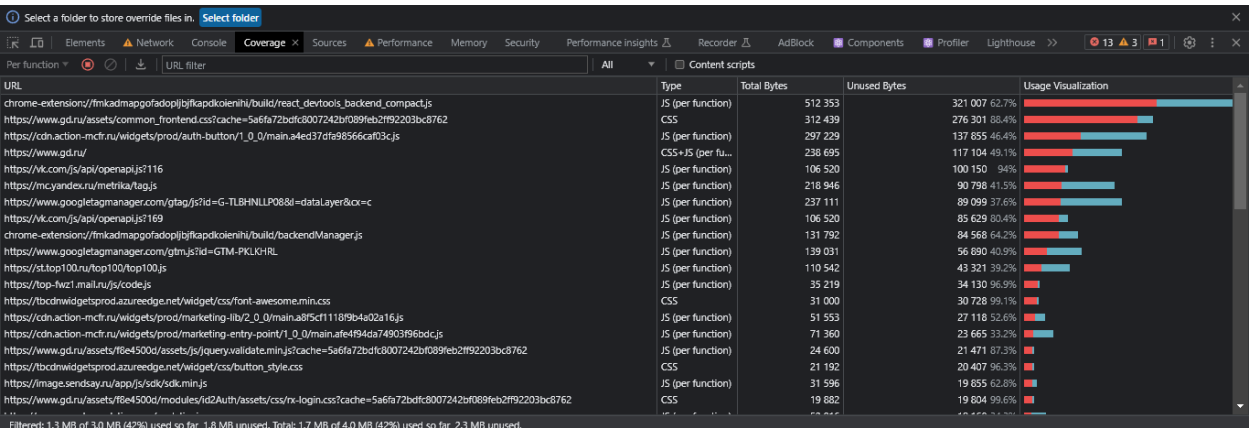 Select a folder to store override files in. Select folder
Elements Network Console Coverage Sources Performance Memory Security Performance insights Recorder AdBlock Components Profiler Lighthouse 13 3 1
Per function URL filter All Content scripts
URL Type Total Bytes Unused Bytes Usage Visualization
chrome-extension://fmkadmapgofadopljbjfkapdkoienihi/build/react_devtools_backend_compact.js JS (per function) 512 353 321 007 62.7%
https://www.gd.ru/assets/common_frontend.css?cache=5a6fa72bdfc8007242bf089feb2ff92203bc8762 CSS 312 439 276 301 88.4%
https://cdn.action-mcfr.ru/widgets/prod/auth-button/1_0_0/main.a4ed37dfa98566caf03c.js JS (per function) 297 229 137 855 46.4%
https://www.gd.ru/ CSS+JS (per fu... 238 695 117 104 49.1%
https://vk.com/js/api/openapi.js?116 JS (per function) 106 520 100 150 94%
https://mc.yandex.ru/metrika/tag.js JS (per function) 218 946 90 798 41.5%
https://www.googletagmanager.com/gtag/js?id=G-TLBHNLLP08&l=dataLayer&cx=c JS (per function) 237 111 89 099 37.6%
https://vk.com/js/api/openapi.js?169 JS (per function) 106 520 85 629 80.4%
chrome-extension://fmkadmapgofadopljbjfkapdkoienihi/build/backendManager.js JS (per function) 131 792 84 568 64.2%
https://www.googletagmanager.com/gtm.js?id=GTM-PKLKHRL JS (per function) 139 031 56 890 40.9%
https://st.top100.ru/top100/top100.js JS (per function) 110 542 43 321 39.2%
https://top-fwz1.mail.ru/js/code.js JS (per function) 35 219 34 130 96.9%
https://tbcdnwidgetsprod.azureedge.net/widget/css/font-awesome.min.css CSS 31 000 30 728 99.1%
https://cdn.action-mcfr.ru/widgets/prod/marketing-lib/2_0_0/main.a8f5cf1118f9b4a02a16.js JS (per function) 51 553 27 118 52.6%
https://cdn.action-mcfr.ru/widgets/prod/marketing-entry-point/1_0_0/main.afe4f94da74903f96bdc.js JS (per function) 71 360 23 665 33.2%
https://www.gd.ru/assets/f8e4500d/assets/js/jquery.validate.min.js?cache=5a6fa72bdfc8007242bf089feb2ff92203bc8762 JS (per function) 24 600 21 471 87.3%
https://tbcdnwidgetsprod.azureedge.net/widget/css/button_style.css CSS 21 192 20 407 96.3%
https://image.sendsay.ru/app/js/sdk/sdk.min.js JS (per function) 31 596 19 855 62.8%
https://www.gd.ru/assets/f8e4500d/modules/id2Auth/assets/css/rx-login.css?cache=5a6fa72bdfc8007242bf089feb2ff92203bc8762 CSS 19 882 19 804 99.6%
Filtered: 1.3 MB of 3.0 MB (42%) used so far, 1.8 MB unused. Total: 1.7 MB of 4.0 MB (42%) used so far, 2.3 MB unused.